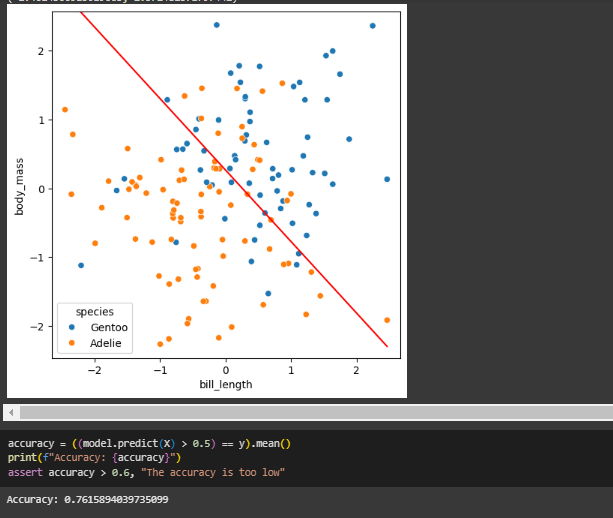 2
1
0
−1
−2
body_mass
species
Gentoo
Adelie
−2
−1
0
1
2
bill_length
accuracy = ((model.predict(X) > 0.5) == y).mean()
print(f"Accuracy: {accuracy}")
assert accuracy > 0.6, "The accuracy is too low"
Accuracy: 0.7615894039735099